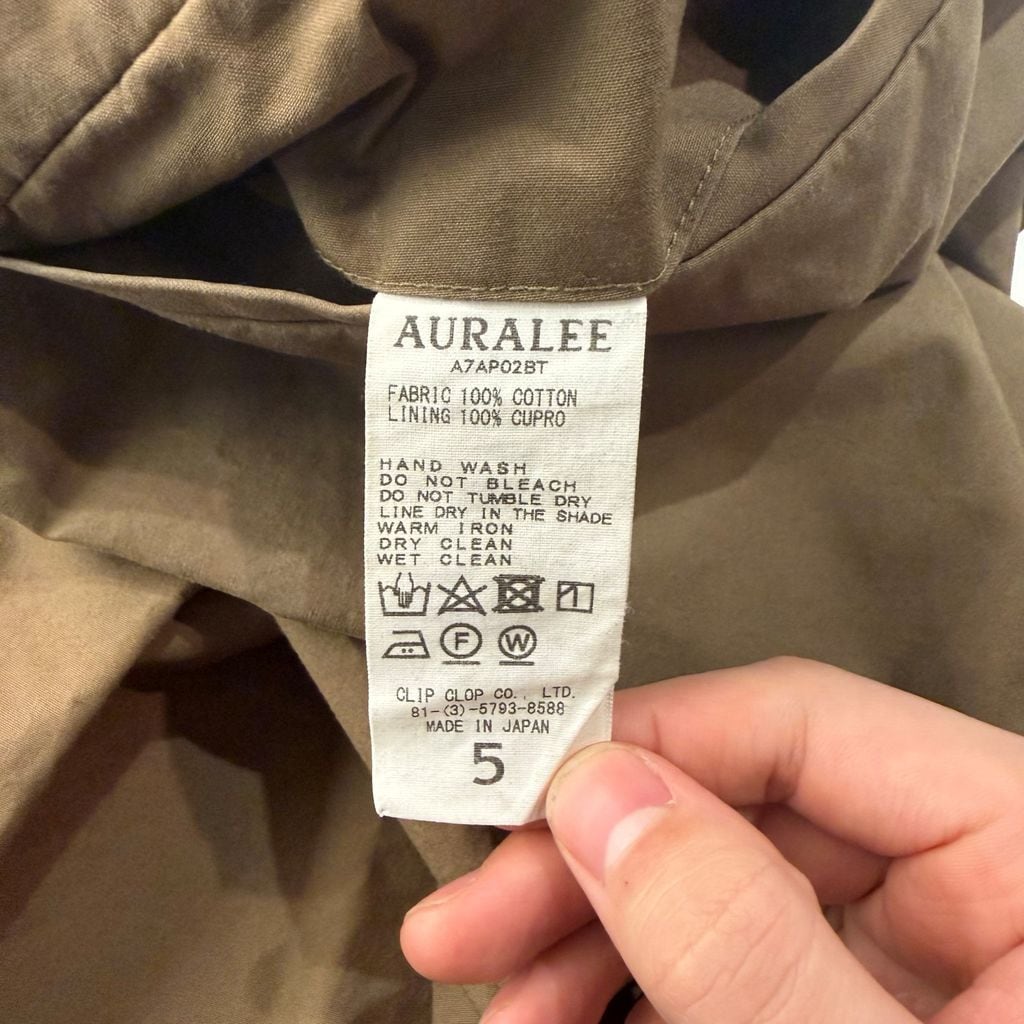 AURALEE
A7AP02BT
FABRIC 100% COTTON
LINING 100% CUPRO
HAND WASH
DO NOT BLEACH
DO NOT TUMBLE DRY
LINE DRY IN THE SHADE
WARM IRON
DRY CLEAN
WET CLEAN
F W
CLIP CLOP CO., LTD.
81-(3)-5793-8588
MADE IN JAPAN
5